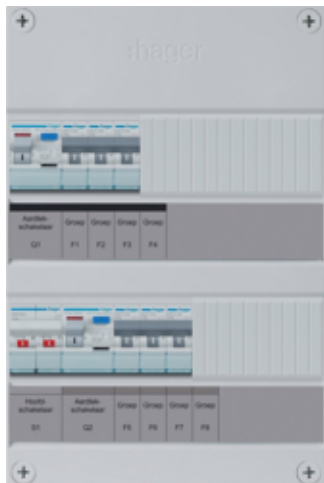 :hager
Aardlek-
schakelaar
Q1
Groep
F1
Groep
F2
Groep
F3
Groep
F4
Hoofd-
schakelaar
S1
Aardlek-
schakelaar
Q2
Groep
F5
Groep
F6
Groep
F7
Groep
F8